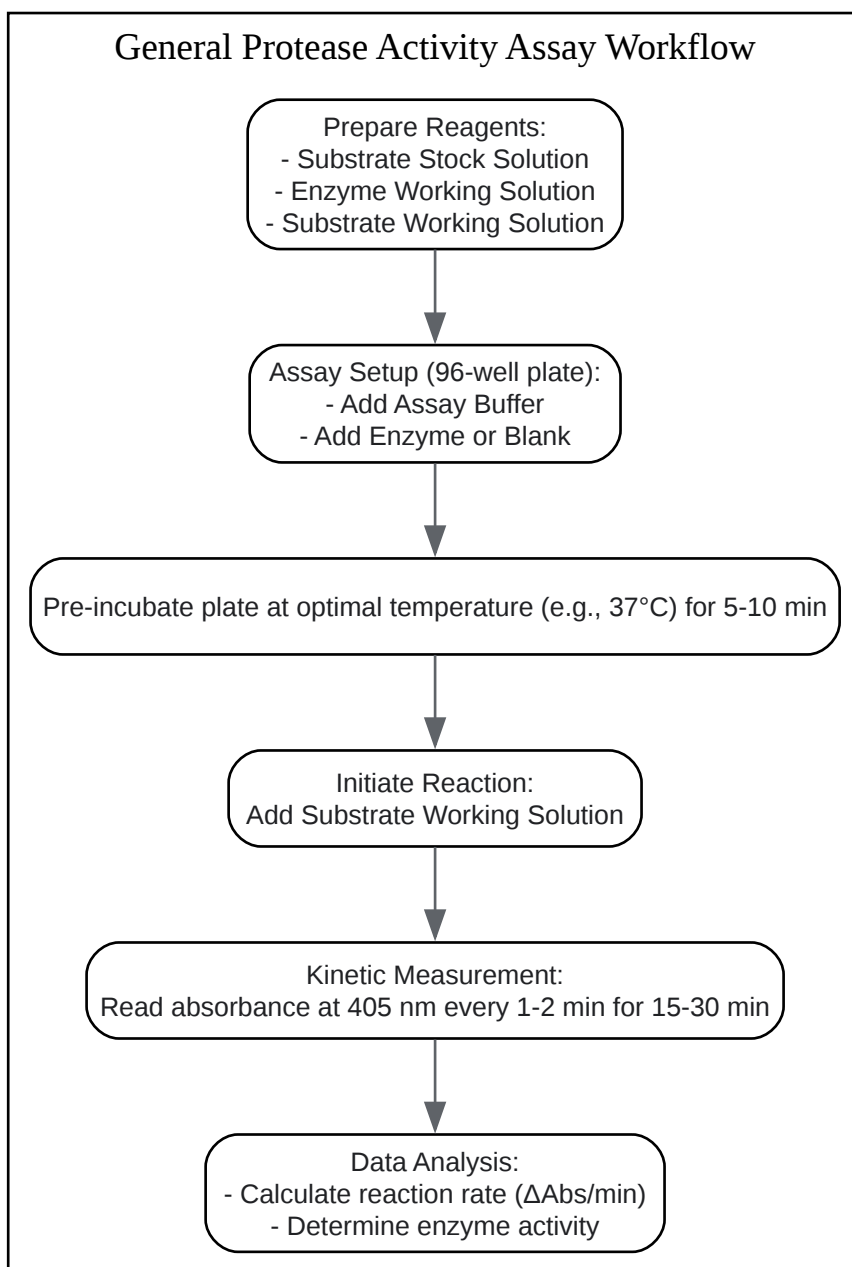 General Protease Activity Assay Workflow
Prepare Reagents:
- Substrate Stock Solution
- Enzyme Working Solution
- Substrate Working Solution
Assay Setup (96-well plate):
- Add Assay Buffer
- Add Enzyme or Blank
Pre-incubate plate at optimal temperature (e.g., 37°C) for 5-10 min
Initiate Reaction:
Add Substrate Working Solution
Kinetic Measurement:
Read absorbance at 405 nm every 1-2 min for 15-30 min
Data Analysis:
- Calculate reaction rate (ΔAbs/min)
- Determine enzyme activity